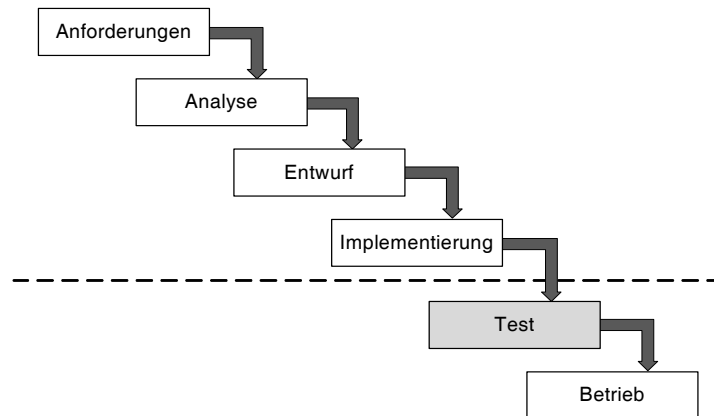 Anforderungen
Analyse
Entwurf
Implementierung
Test
Betrieb